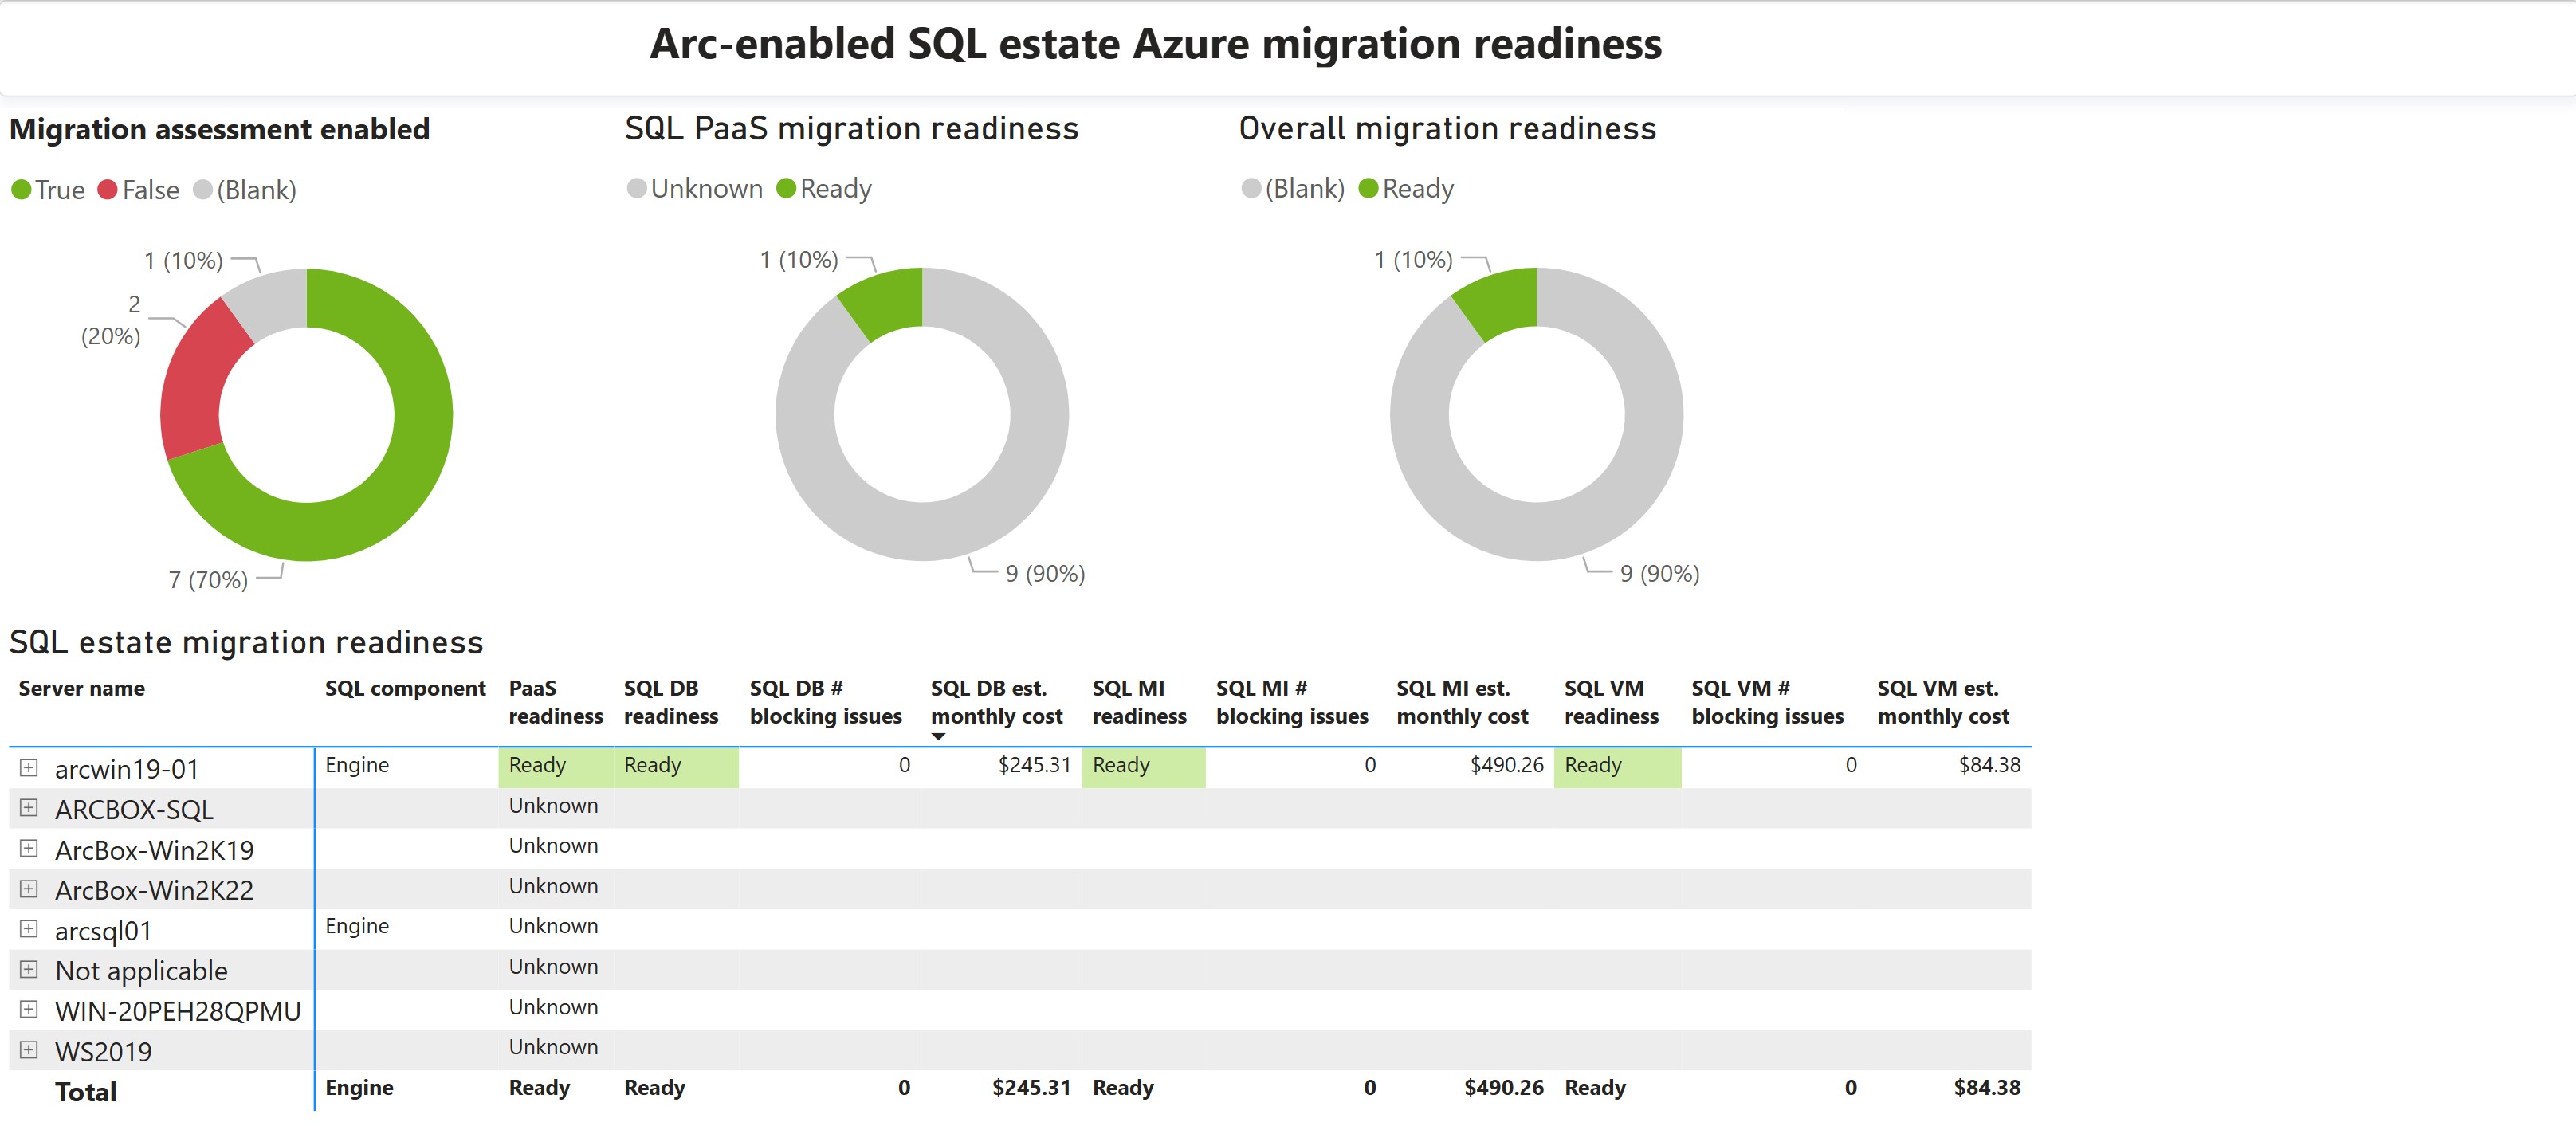 Arc-enabled SQL estate Azure migration readiness
Migration assessment enabled
True False (Blank)
1 (10%)
2
(20%)
7 (70%)
SQL PaaS migration readiness
Unknown Ready
1 (10%)
9 (90%)
Overall migration readiness
(Blank) Ready
1 (10%)
9 (90%)
SQL estate migration readiness
Server name SQL component PaaS readiness SQL DB readiness SQL DB # blocking issues SQL DB est. monthly cost SQL MI readiness SQL MI # blocking issues SQL MI est. monthly cost SQL VM readiness SQL VM # blocking issues SQL VM est. monthly cost
arcwin19-01 Engine Ready Ready 0 $245.31 Ready 0 $490.26 Ready 0 $84.38
ARCBOX-SQL Unknown
ArcBox-Win2K19 Unknown
ArcBox-Win2K22 Unknown
arcsql01 Engine Unknown
Not applicable Unknown
WIN-20PEH28QPMU Unknown
WS2019 Unknown
Total Engine Ready Ready 0 $245.31 Ready 0 $490.26 Ready 0 $84.38